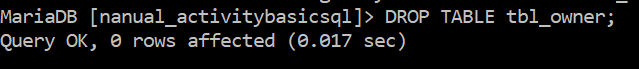 MariaDB [nanual_activitybasicsql]> DROP TABLE tbl_owner;
Query OK, 0 rows affected (0.017 sec)